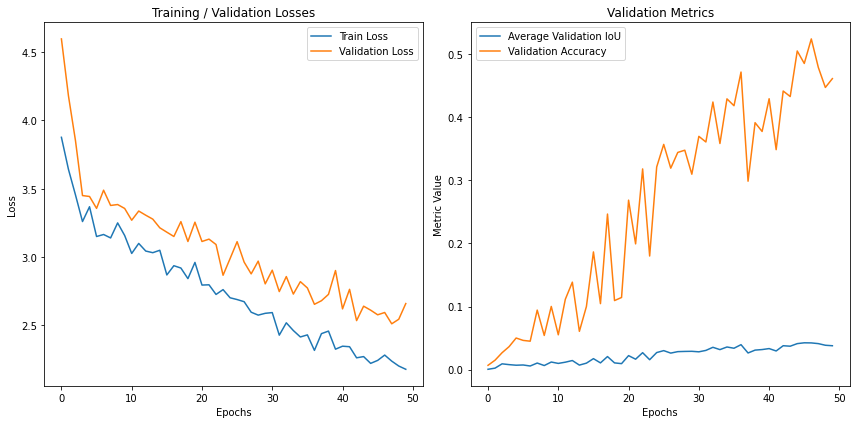 Training / Validation Losses
Train Loss
Validation Loss
4.5
4.0
3.5
3.0
2.5
Loss
0 10 20 30 40 50
Epochs
Validation Metrics
Average Validation IoU
Validation Accuracy
0.5
0.4
0.3
0.2
0.1
0.0
Metric Value
0 10 20 30 40 50
Epochs